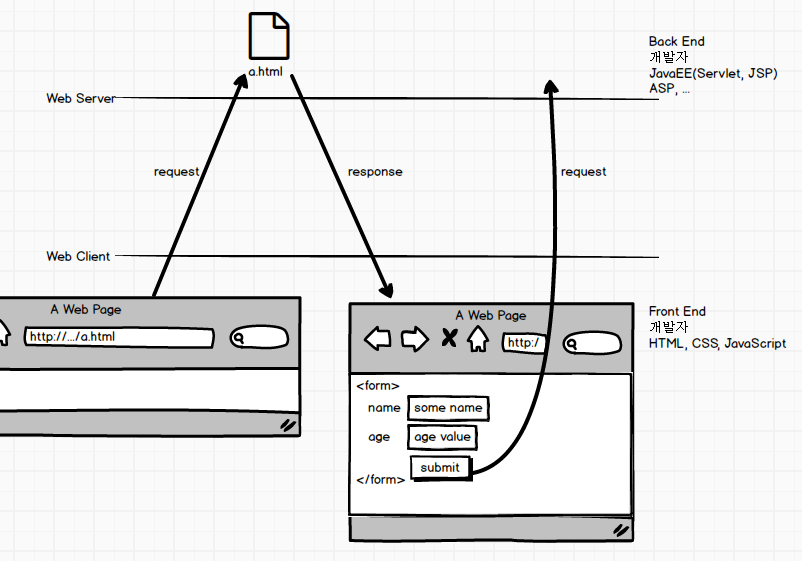 a.html
Back End
개발자
JavaEE(Servlet, JSP)
ASP, ...
Web Server
request
response
request
Web Client
A Web Page
http://.../a.html
A Web Page
http:/
Front End
개발자
HTML, CSS, JavaScript
<form>
name some name
age age value
submit
</form>